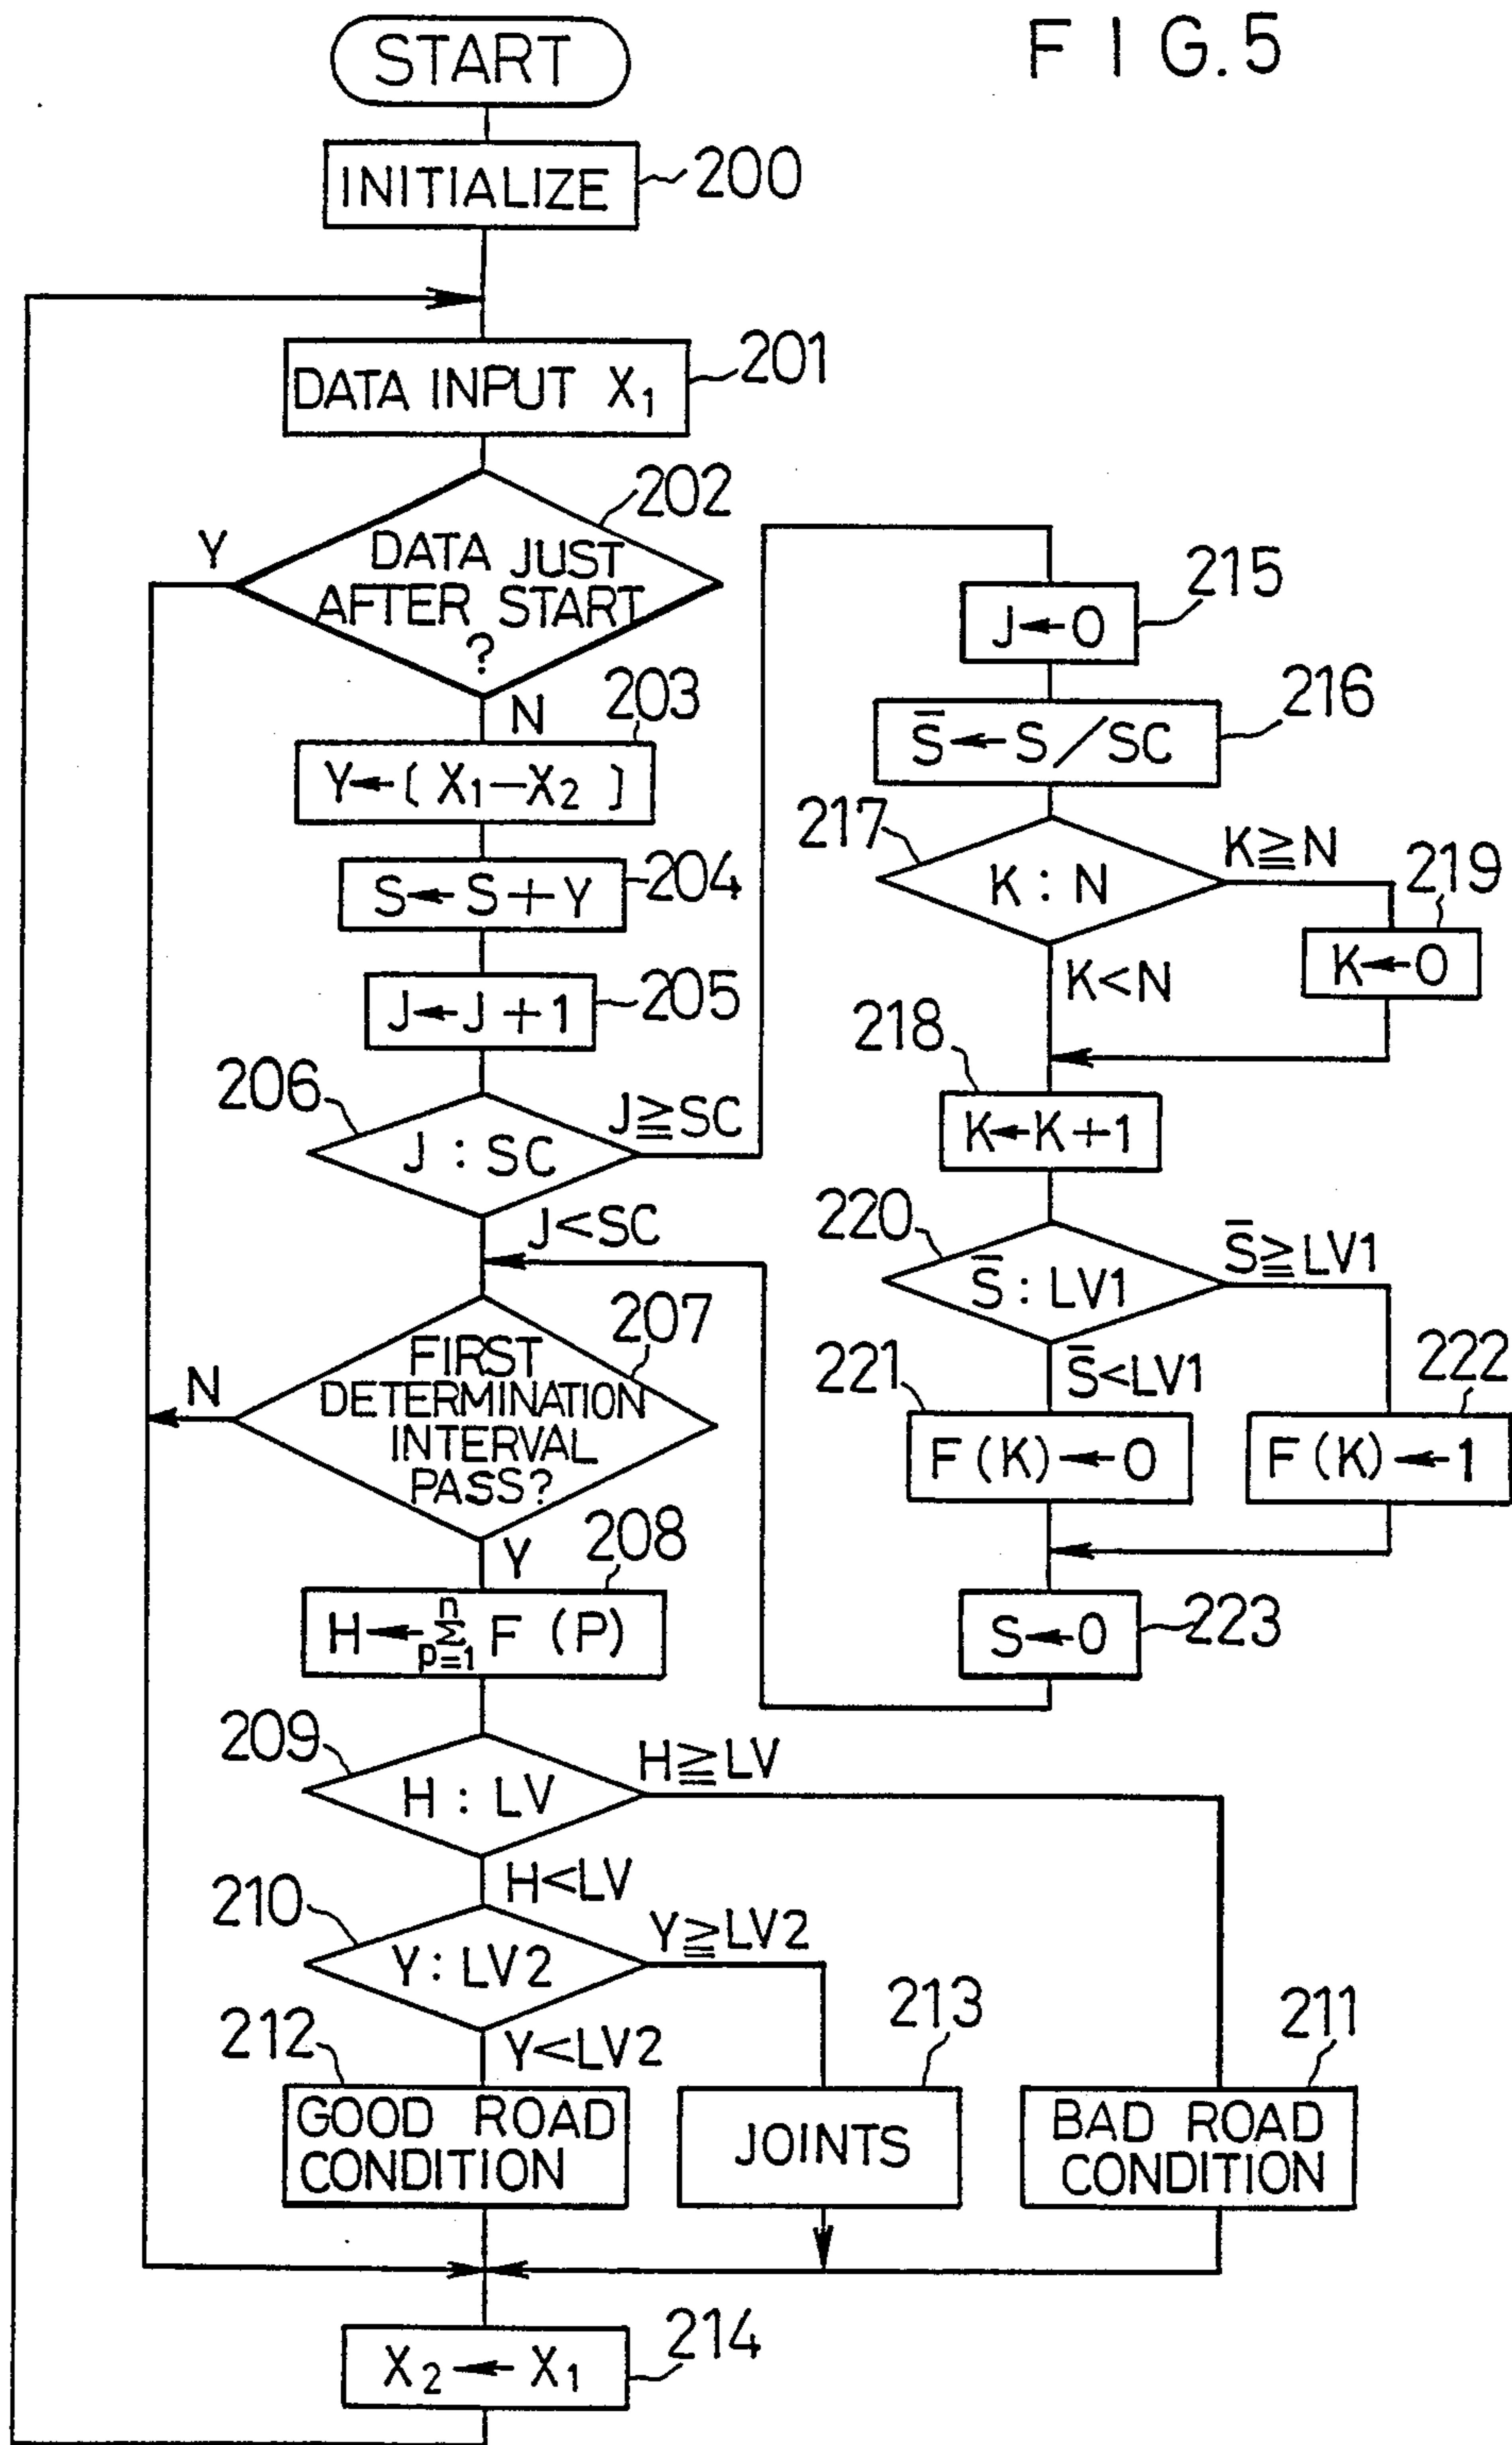 FIG.5
START
INITIALIZE
200
DATA INPUT X₁
201
202
DATA JUST
AFTER START
?
Y
N
203
Y←(X₁−X₂)
S←S+Y
204
J←J+1
205
206
J : SC
J≧SC
J<SC
207
FIRST
DETERMINATION
INTERVAL
PASS?
N
Y
208
H←n∑p=1 F (P)
209
H : LV
H≧LV
H<LV
210
Y : LV2
Y≧LV2
Y<LV2
212
GOOD ROAD
CONDITION
213
JOINTS
211
BAD ROAD
CONDITION
X₂←X₁
214
215
J←0
216
S̄←S/SC
217
K : N
K≧N
K<N
219
K←0
218
K←K+1
220
S̄ : LV1
S̄≧LV1
S̄<LV1
221
F(K)←0
222
F(K)←1
S←0
223